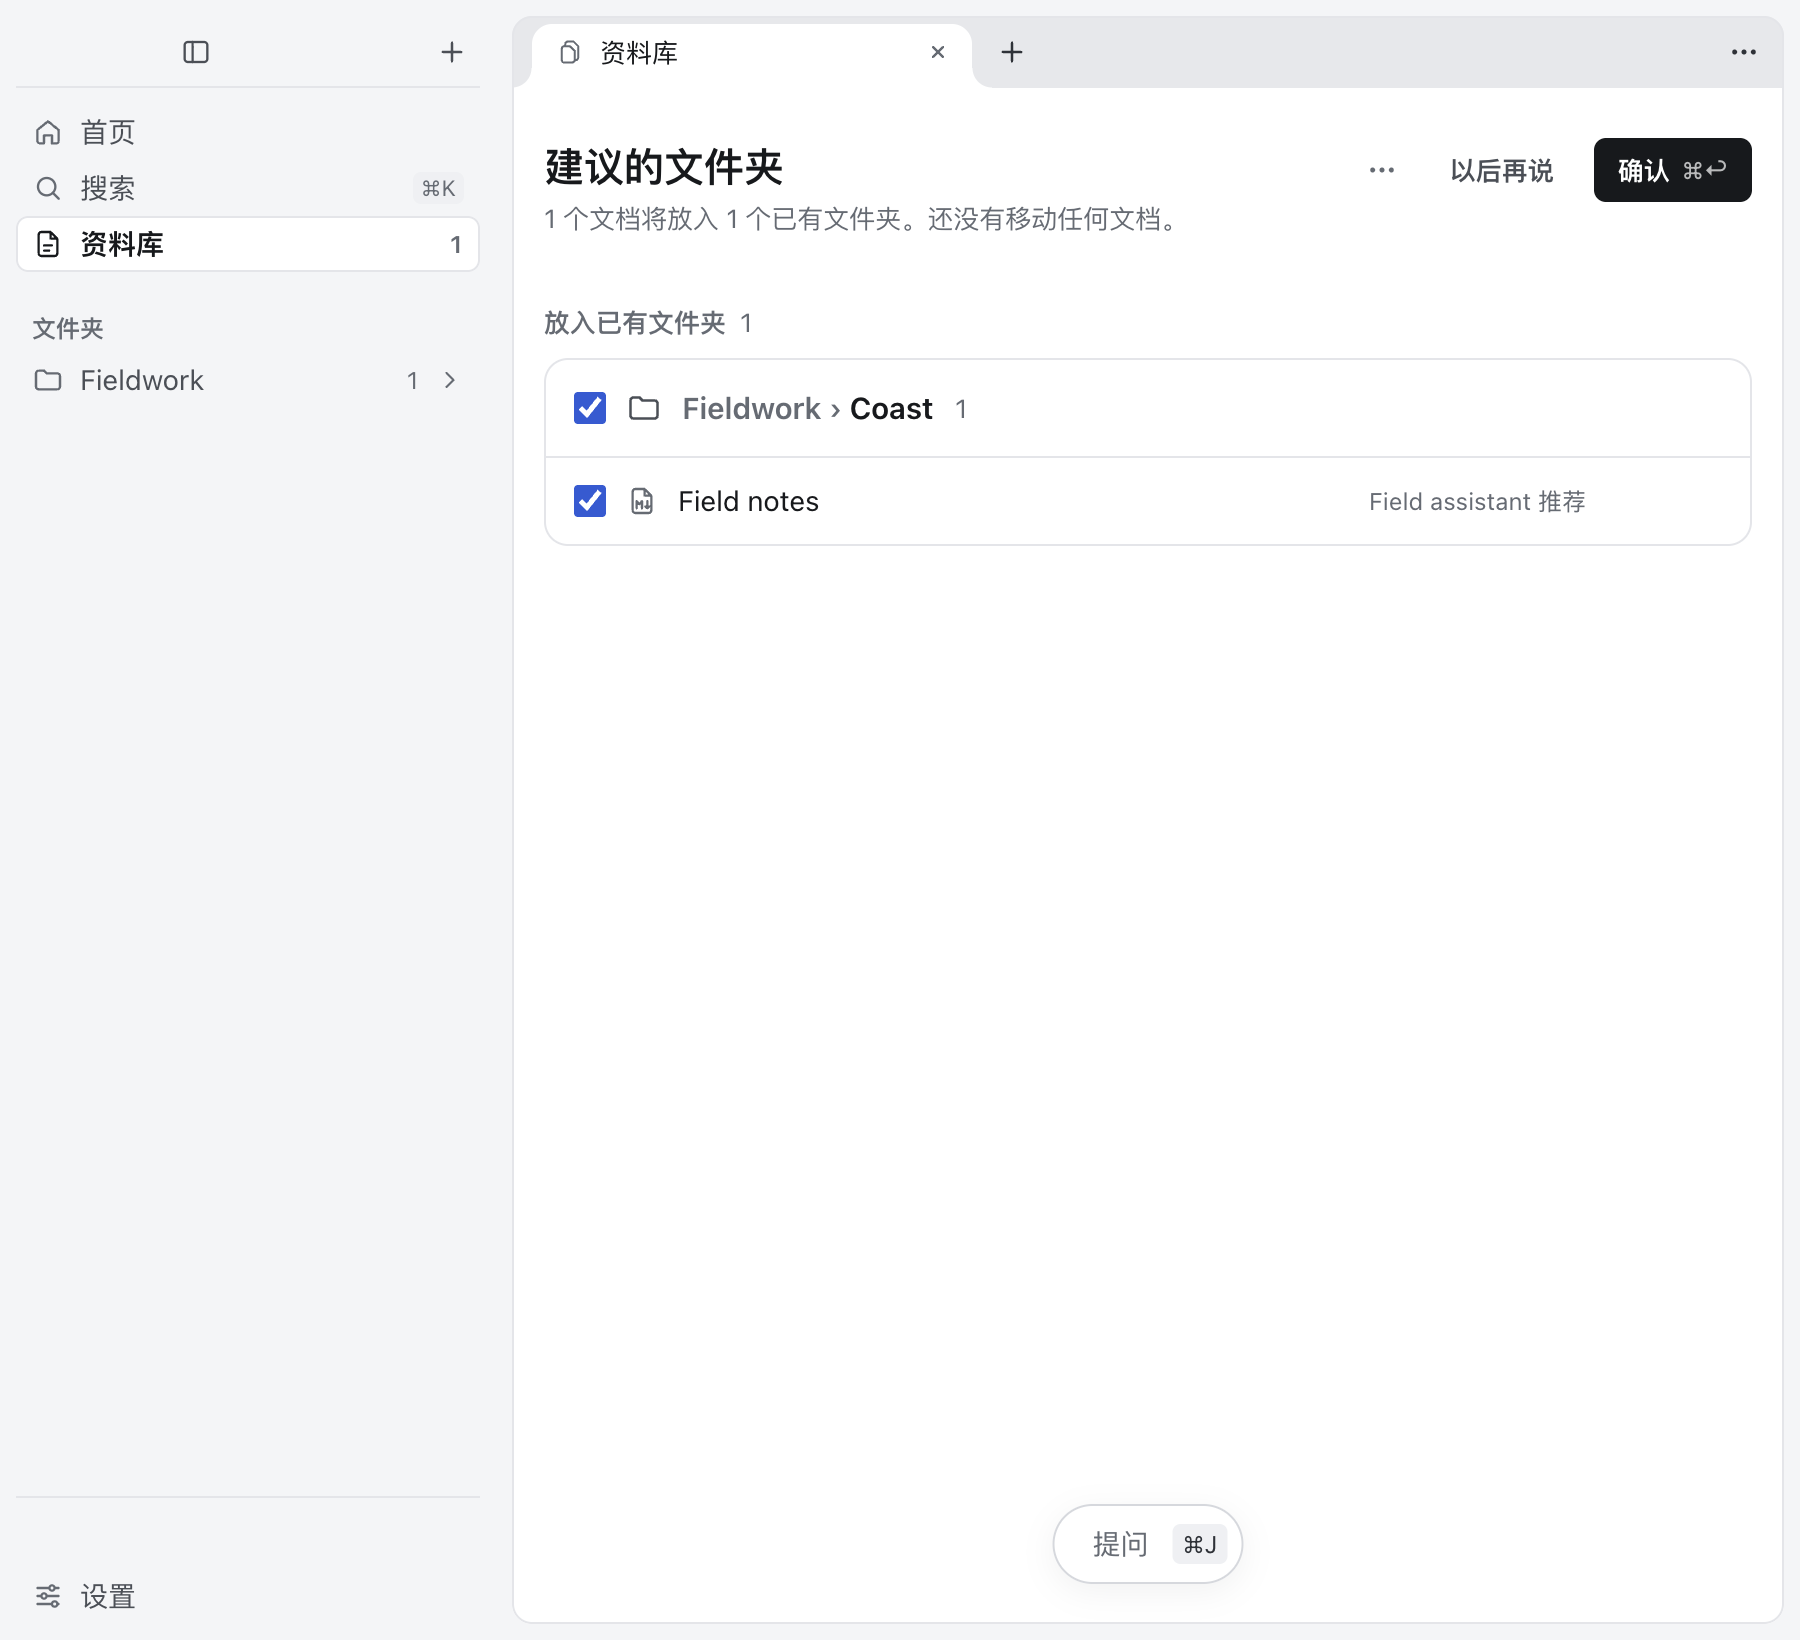 首页
搜索 ⌘K
资料库 1
文件夹
Fieldwork 1
设置
资料库
建议的文件夹
1 个文档将放入 1 个已有文件夹。还没有移动任何文档。
以后再说
确认 ⌘↩
放入已有文件夹 1
Fieldwork › Coast 1
Field notes
Field assistant 推荐
提问 ⌘J